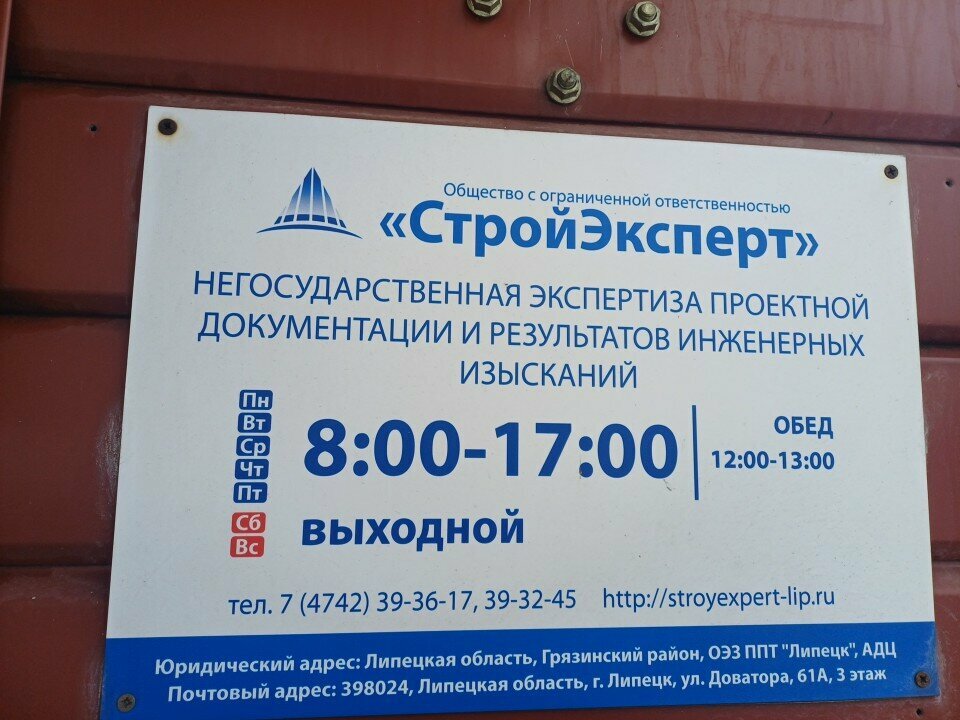 Общество с ограниченной ответственностью
«СтройЭксперт»
НЕГОСУДАРСТВЕННАЯ ЭКСПЕРТИЗА ПРОЕКТНОЙ
ДОКУМЕНТАЦИИ И РЕЗУЛЬТАТОВ ИНЖЕНЕРНЫХ
ИЗЫСКАНИЙ
Пн
Вт
Ср
Чт
Пт
8:00-17:00
ОБЕД
12:00-13:00
Сб
Вс
выходной
тел. 7 (4742) 39-36-17, 39-32-45 http://stroyexpert-lip.ru
Юридический адрес: Липецкая область, Грязинский район, ОЭЗ ППТ "Липецк", АДЦ
Почтовый адрес: 398024, Липецкая область, г. Липецк, ул. Доватора, 61А, 3 этаж